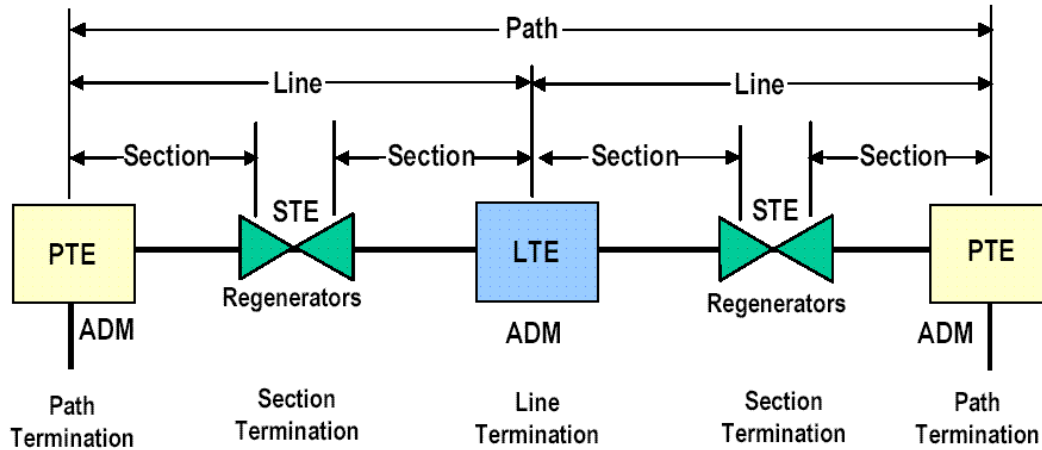 Path
Line Line
Section Section Section Section
STE STE
PTE LTE PTE
Regenerators Regenerators
ADM ADM ADM
Path Termination
Section Termination
Line Termination
Section Termination
Path Termination